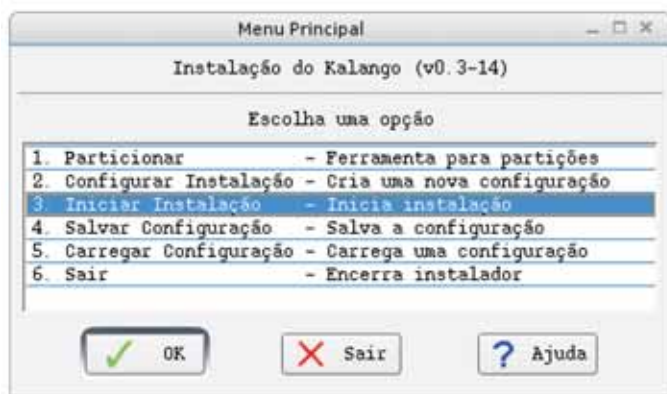 Menu Principal
Instalação do Kalango (v0.3-14)
Escolha uma opção
1. Particionar - Ferramenta para partições
2. Configurar Instalação - Cria uma nova configuração
3. Iniciar Instalação - Inicia instalação
4. Salvar Configuração - Salva a configuração
5. Carregar Configuração - Carrega uma configuração
6. Sair - Encerra instalador
OK Sair ? Ajuda